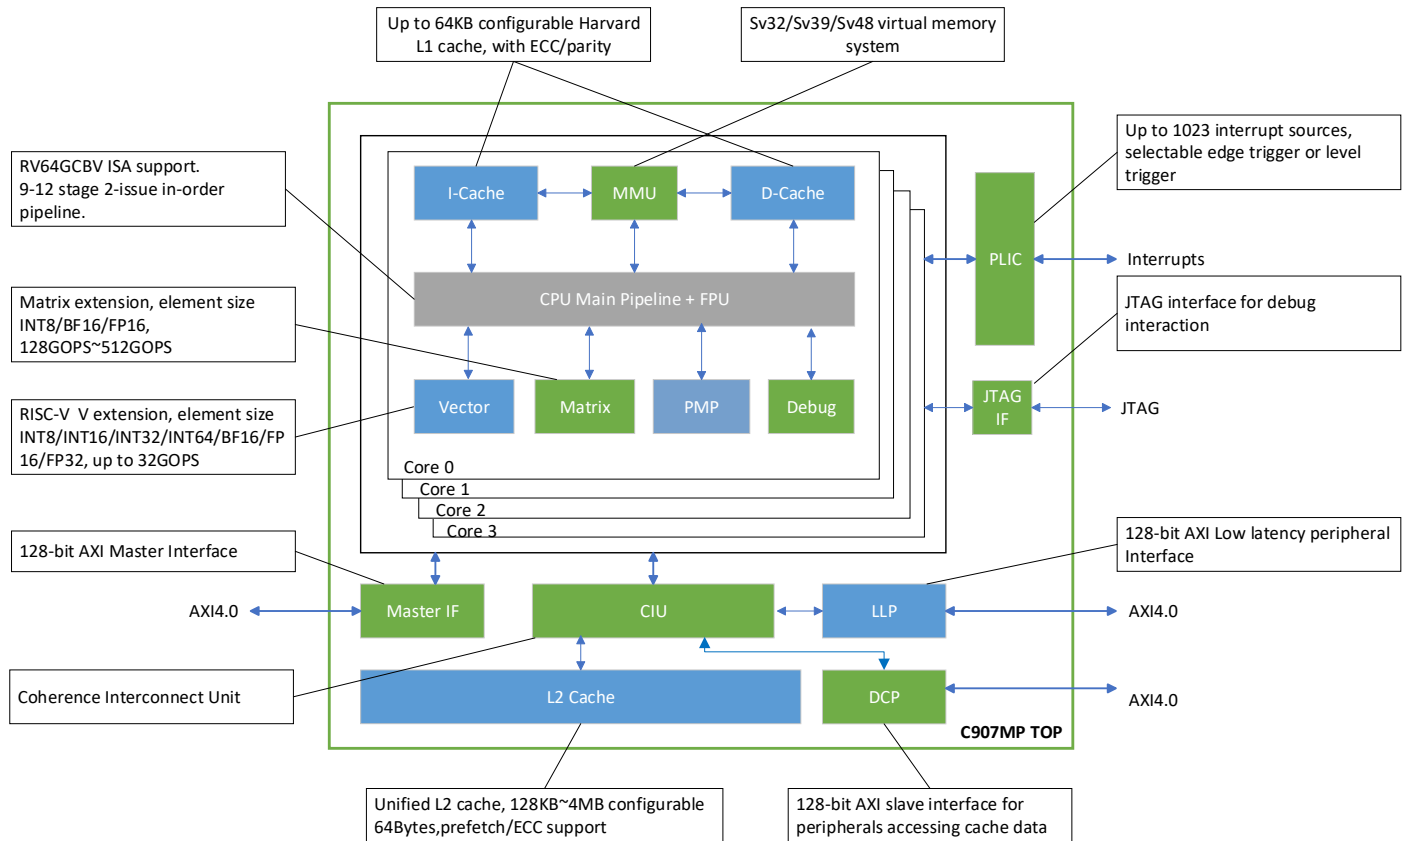 Up to 64KB configurable Harvard
L1 cache, with ECC/parity
Sv32/Sv39/Sv48 virtual memory
system
RV64GCBV ISA support.
9-12 stage 2-issue in-order
pipeline.
Up to 1023 interrupt sources,
selectable edge trigger or level
trigger
I-Cache
MMU
D-Cache
PLIC
Interrupts
CPU Main Pipeline + FPU
Matrix extension, element size
INT8/BF16/FP16,
128GOPS~512GOPS
JTAG interface for debug
interaction
Vector
Matrix
PMP
Debug
JTAG
IF
JTAG
RISC-V V extension, element size
INT8/INT16/INT32/INT64/BF16/FP
16/FP32, up to 32GOPS
Core 0
Core 1
Core 2
Core 3
128-bit AXI Master Interface
128-bit AXI Low latency peripheral
Interface
AXI4.0
Master IF
CIU
LLP
AXI4.0
Coherence Interconnect Unit
L2 Cache
DCP
AXI4.0
C907MP TOP
Unified L2 cache, 128KB~4MB configurable
64Bytes,prefetch/ECC support
128-bit AXI slave interface for
peripherals accessing cache data